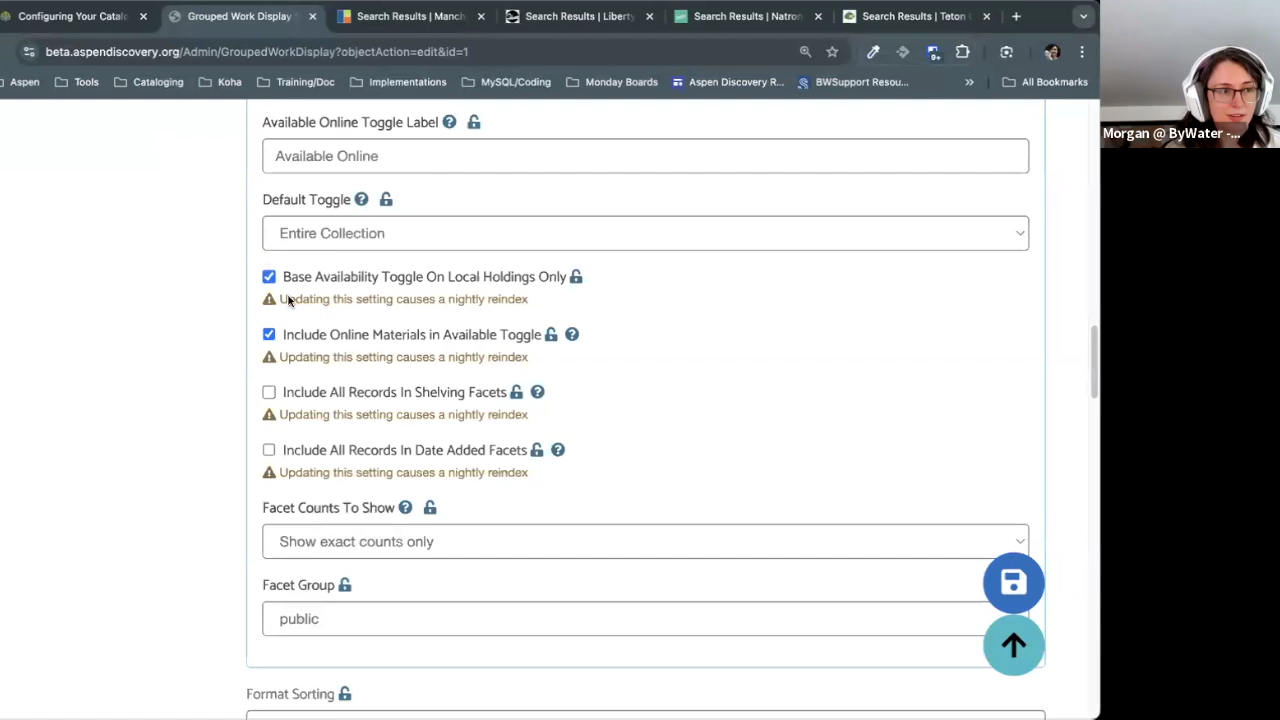 Configuring Your Catalo
Grouped Work Display
Search Results | Manch
Search Results | Liberty
Search Results | Natron
Search Results | Teton
beta.aspendiscovery.org/Admin/GroupedWorkDisplay?objectAction=edit&id=1
9+
Aspen
Tools
Cataloging
Koha
Training/Doc
Implementations
MySQL/Coding
Monday Boards
Aspen Discovery R...
BWSupport Resou...
»
All Bookmarks
Morgan @ ByWater -...
Available Online Toggle Label
Available Online
Default Toggle
Entire Collection
Base Availability Toggle On Local Holdings Only
Updating this setting causes a nightly reindex
Include Online Materials in Available Toggle
Updating this setting causes a nightly reindex
Include All Records In Shelving Facets
Updating this setting causes a nightly reindex
Include All Records In Date Added Facets
Updating this setting causes a nightly reindex
Facet Counts To Show
Show exact counts only
Facet Group
public
Format Sorting